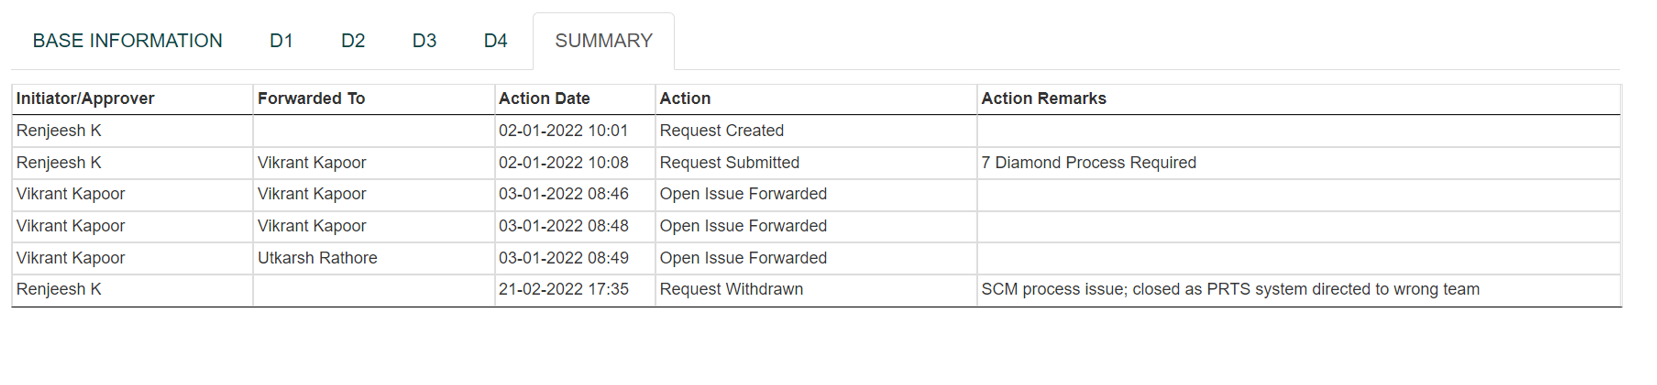 BASE INFORMATION D1 D2 D3 D4 SUMMARY
Initiator/Approver Forwarded To Action Date Action Action Remarks
Renjeesh K 02-01-2022 10:01 Request Created
Renjeesh K Vikrant Kapoor 02-01-2022 10:08 Request Submitted 7 Diamond Process Required
Vikrant Kapoor Vikrant Kapoor 03-01-2022 08:46 Open Issue Forwarded
Vikrant Kapoor Vikrant Kapoor 03-01-2022 08:48 Open Issue Forwarded
Vikrant Kapoor Utkarsh Rathore 03-01-2022 08:49 Open Issue Forwarded
Renjeesh K 21-02-2022 17:35 Request Withdrawn SCM process issue; closed as PRTS system directed to wrong team